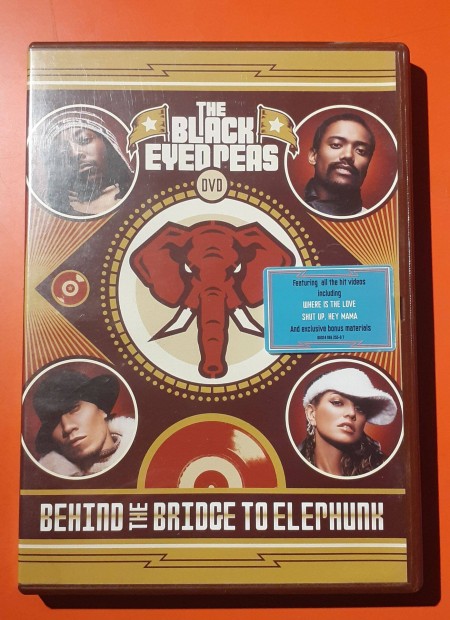 THE
BLACK
EYED PEAS
DVD
Featuring all the hit videos
including
WHERE IS THE LOVE
SHUT UP, HEY MAMA
And exclusive bonus materials
BEHIND THE BRIDGE TO ELEPHUNK